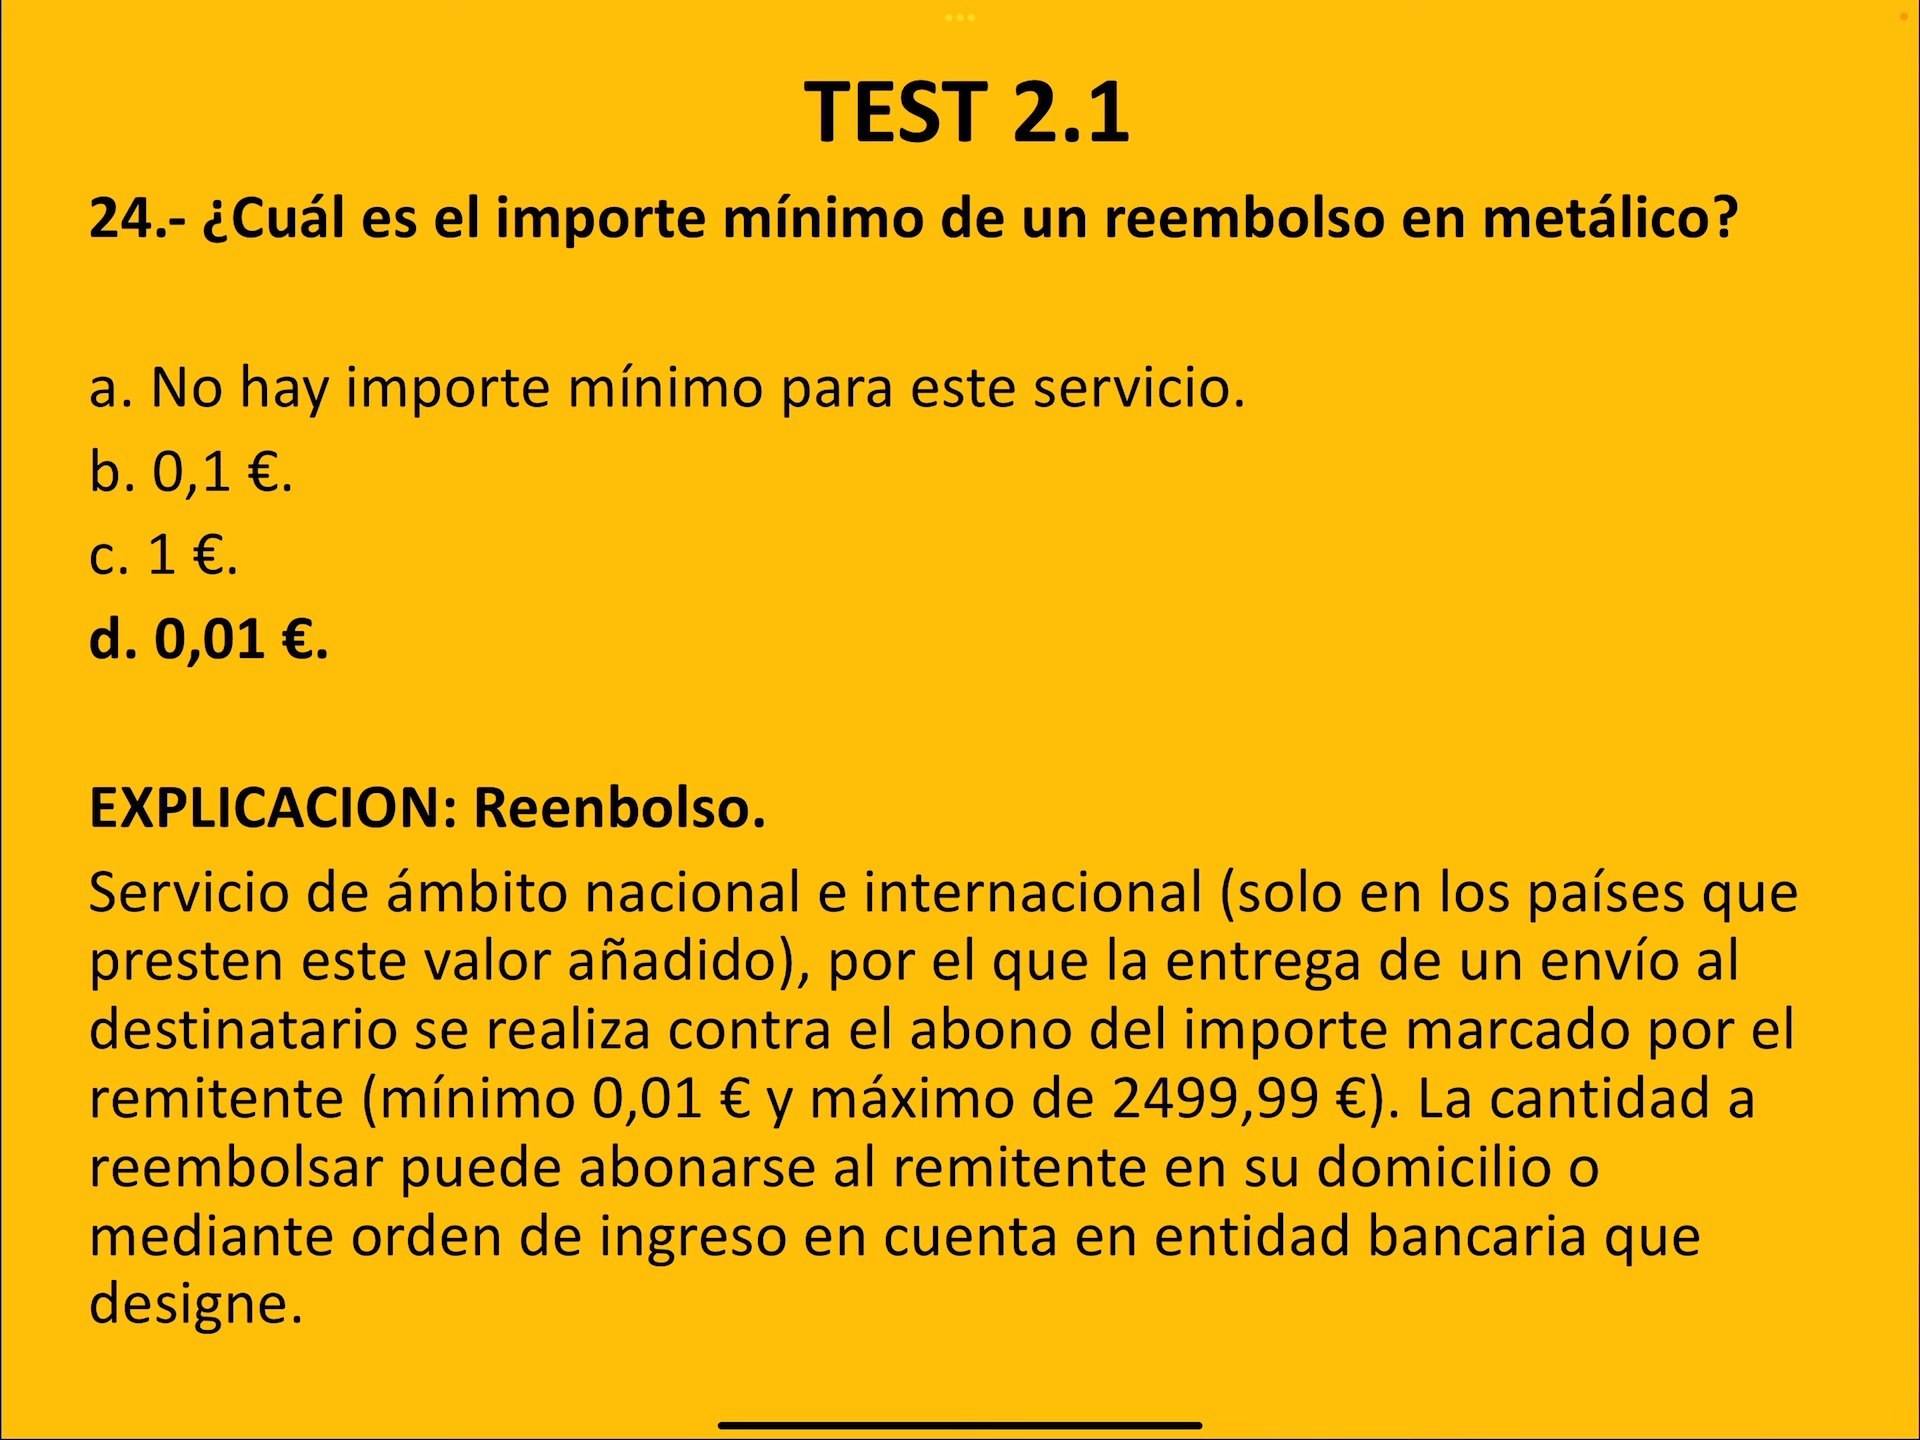 TEST 2.1
24.- ¿Cuál es el importe mínimo de un reembolso en metálico?
a. No hay importe mínimo para este servicio.
b. 0,1 €.
c. 1 €.
d. 0,01 €.
EXPLICACION: Reenbolso.
Servicio de ámbito nacional e internacional (solo en los países que
presten este valor añadido), por el que la entrega de un envío al
destinatario se realiza contra el abono del importe marcado por el
remitente (mínimo 0,01 € y máximo de 2499,99 €). La cantidad a
reembolsar puede abonarse al remitente en su domicilio o
mediante orden de ingreso en cuenta en entidad bancaria que
designe.